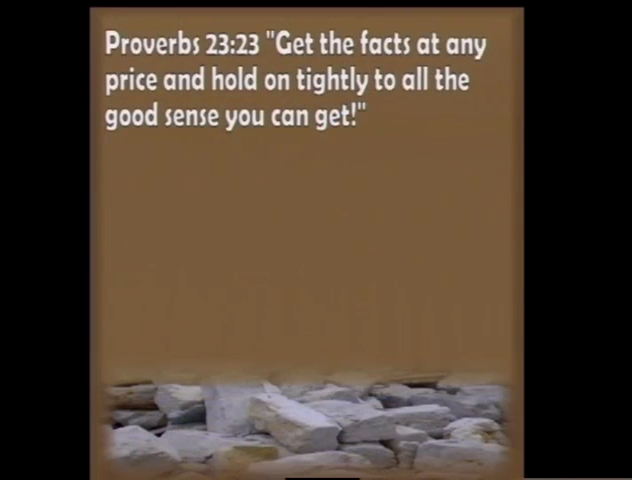 Proverbs 23:23 "Get the facts at any
price and hold on tightly to all the
good sense you can get!"